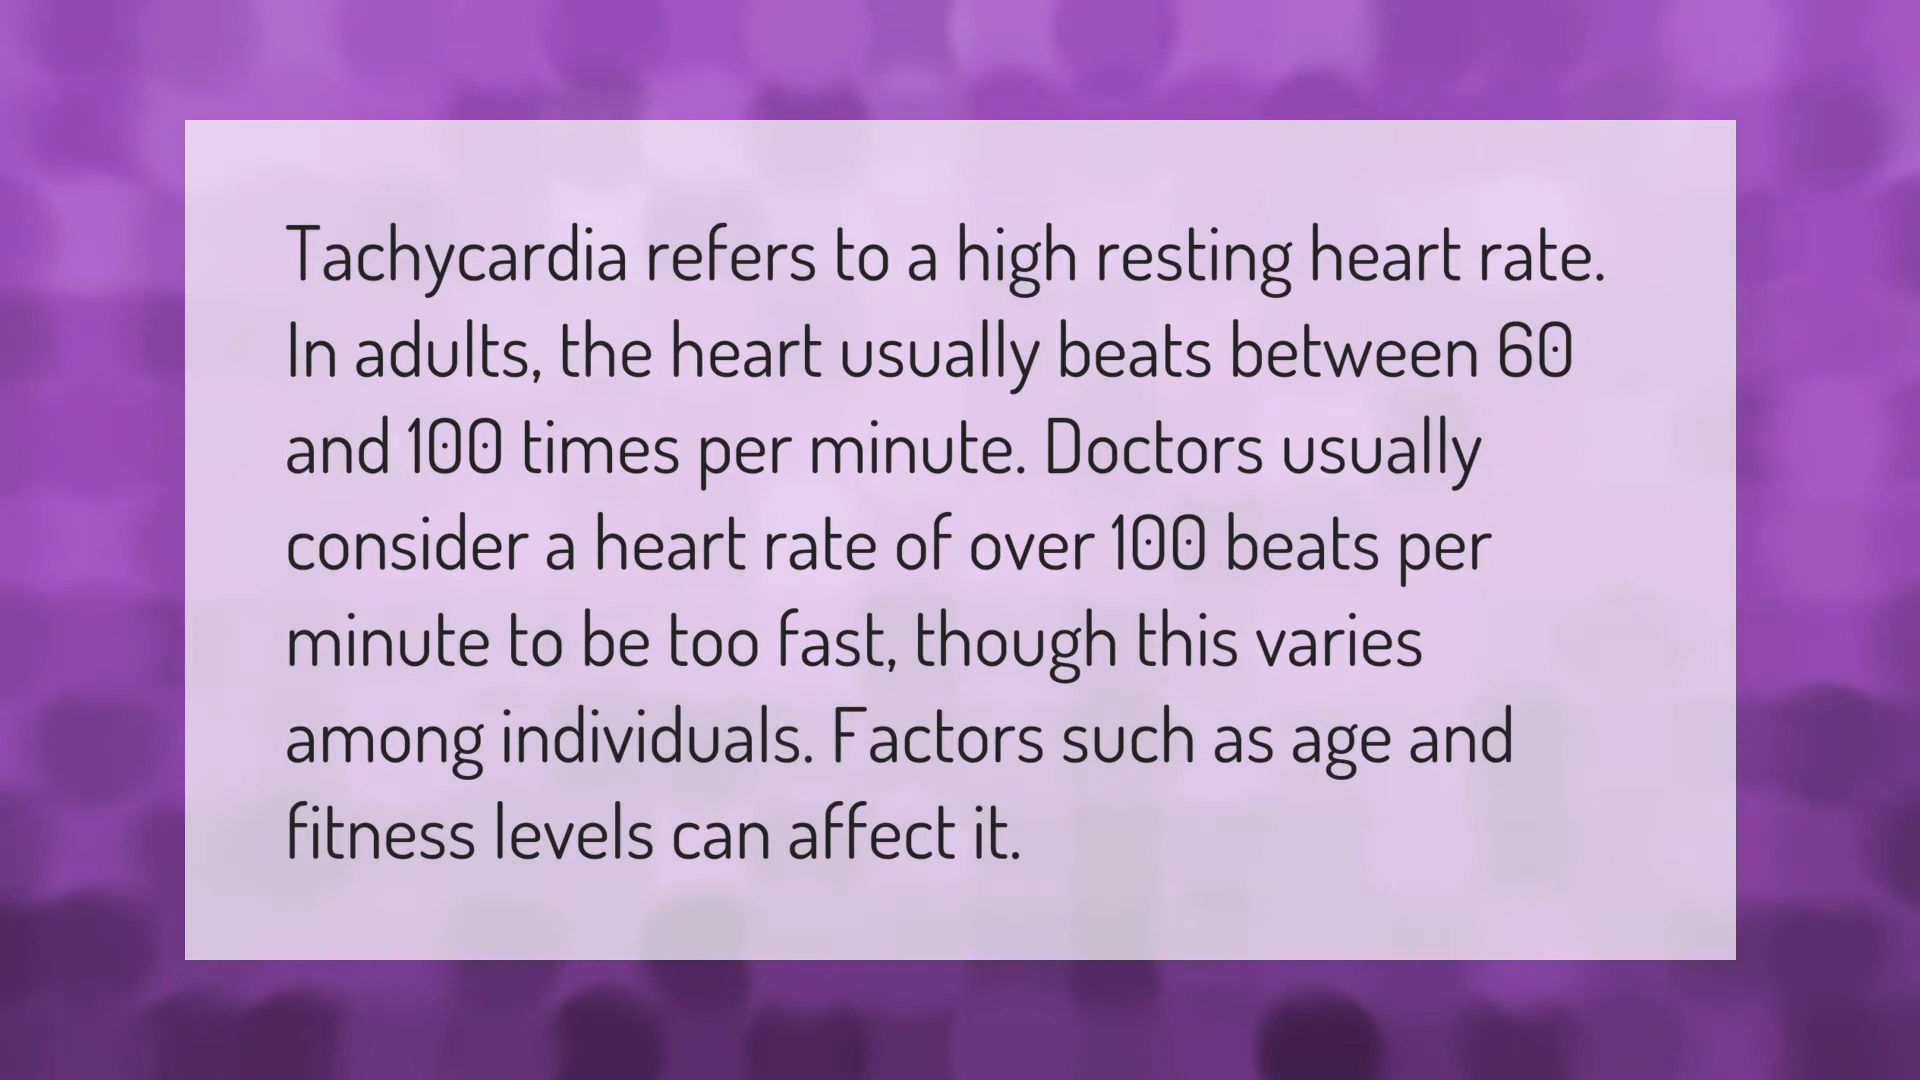 Tachycardia refers to a high resting heart rate.
In adults, the heart usually beats between 60
and 100 times per minute. Doctors usually
consider a heart rate of over 100 beats per
minute to be too fast, though this varies
among individuals. Factors such as age and
fitness levels can affect it.